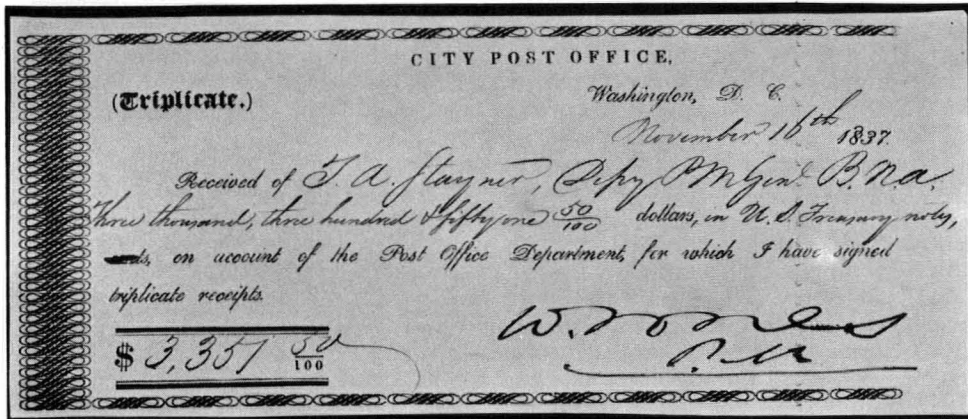 CITY POST OFFICE,
(Triplicate.)
Washington, D. C.
November 16th 1837.
Received of T. A. Stayner, Depy P M Genl. B. N. A.
three thousand, three hundred & fifty one 50/100 dollars, in U. S. Treasury notes,
on account of the Post Office Department, for which I have signed
triplicate receipts.
$ 3,351 50/100
P. M